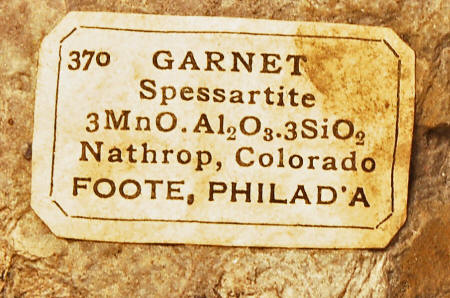 370 GARNET
Spessartite
3MnO.Al₂O₃.3SiO₂
Nathrop, Colorado
FOOTE, PHILAD'A